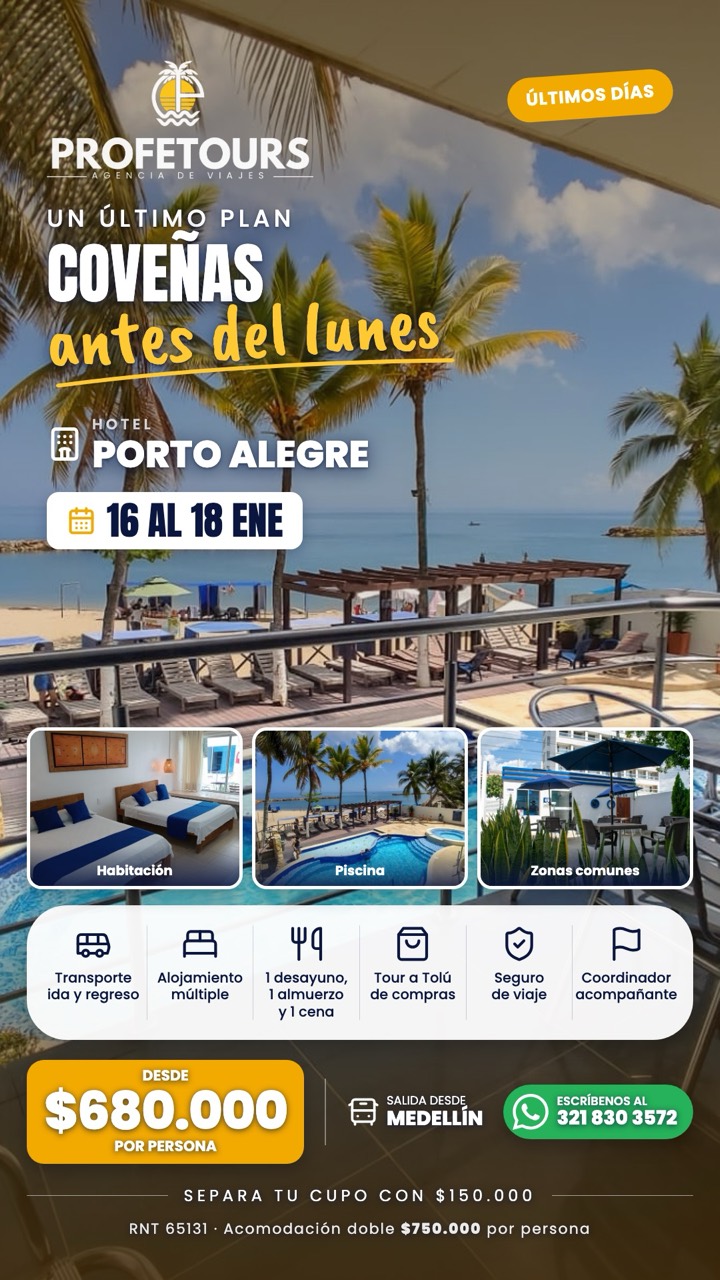 ÚLTIMOS DÍAS
PROFETOURS
AGENCIA DE VIAJES
UN ÚLTIMO PLAN
COVEÑAS
antes del lunes
HOTEL
PORTO ALEGRE
16 AL 18 ENE
Habitación
Piscina
Zonas comunes
Transporte
ida y regreso
Alojamiento
múltiple
1 desayuno,
1 almuerzo
y 1 cena
Tour a Tolú
de compras
Seguro
de viaje
Coordinador
acompañante
DESDE
$680.000
POR PERSONA
SALIDA DESDE
MEDELLÍN
ESCRÍBENOS AL
321 830 3572
SEPARA TU CUPO CON $150.000
RNT 65131 · Acomodación doble $750.000 por persona